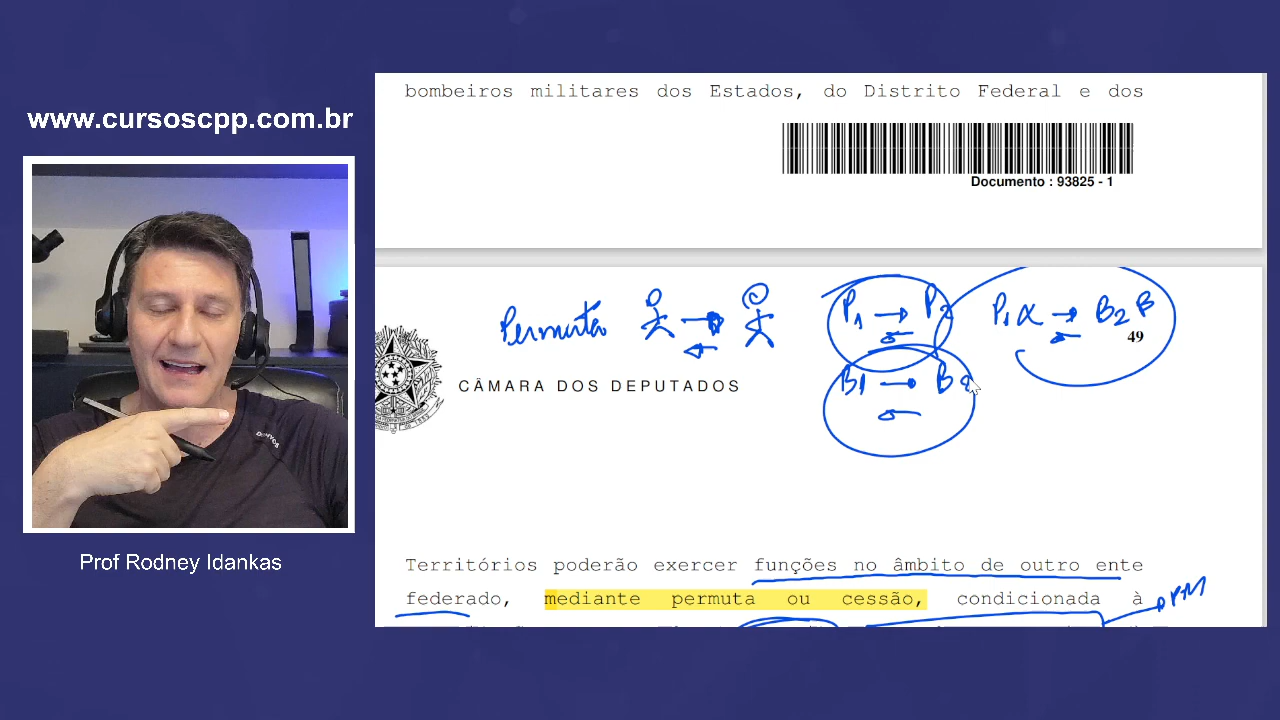 www.cursoscpp.com.br
Prof Rodney Idankas
bombeiros militares dos Estados, do Distrito Federal e dos
Documento : 93825 - 1
Permuta
P1 → P2
P1 α → B2 B
49
B1 → B2
CÂMARA DOS DEPUTADOS
Territórios poderão exercer funções no âmbito de outro ente
federado, mediante permuta ou cessão, condicionada à
PM